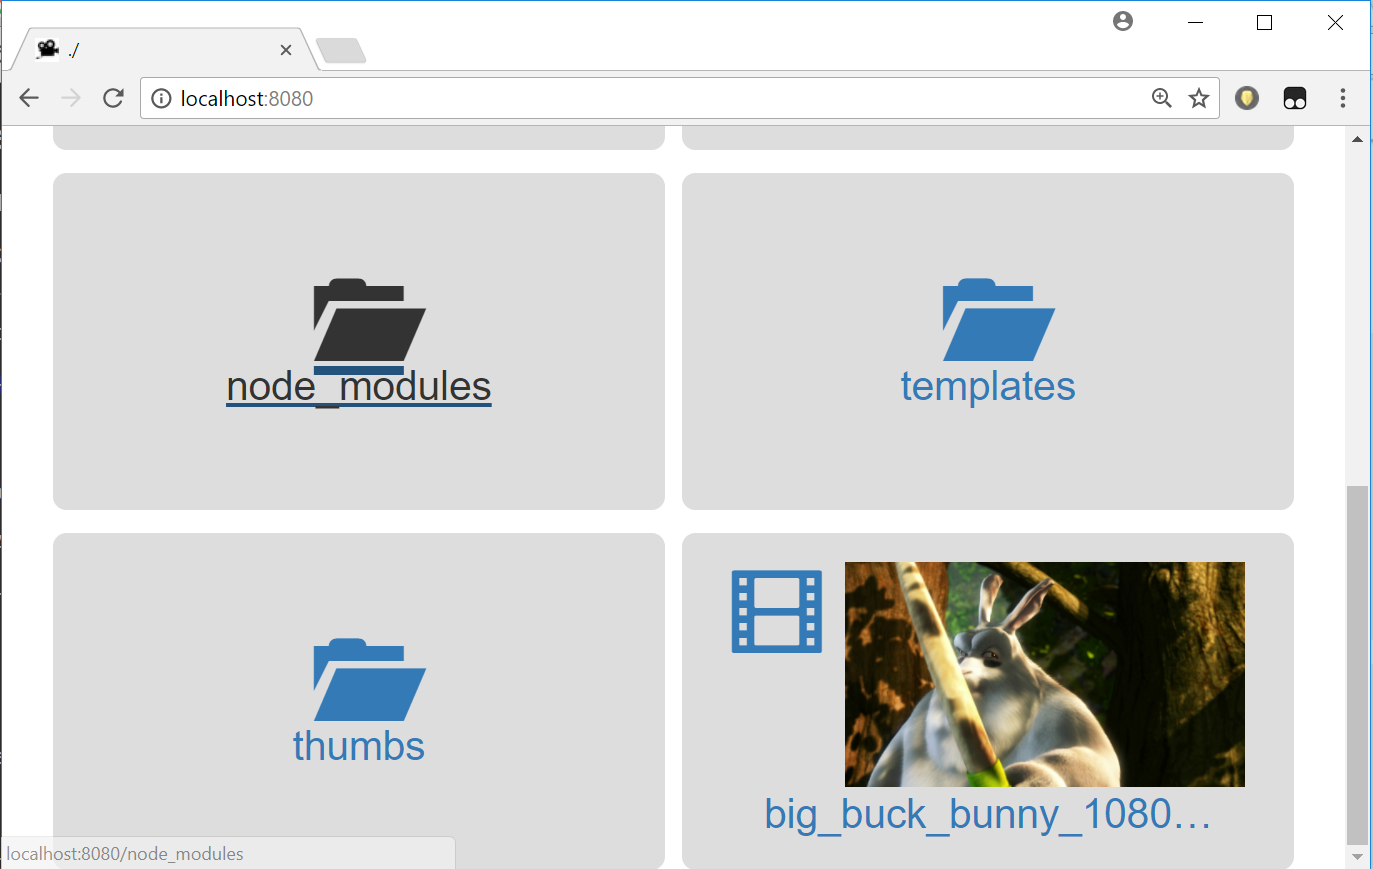 ./
localhost:8080
node_modules
templates
thumbs
big_buck_bunny_1080…
localhost:8080/node_modules